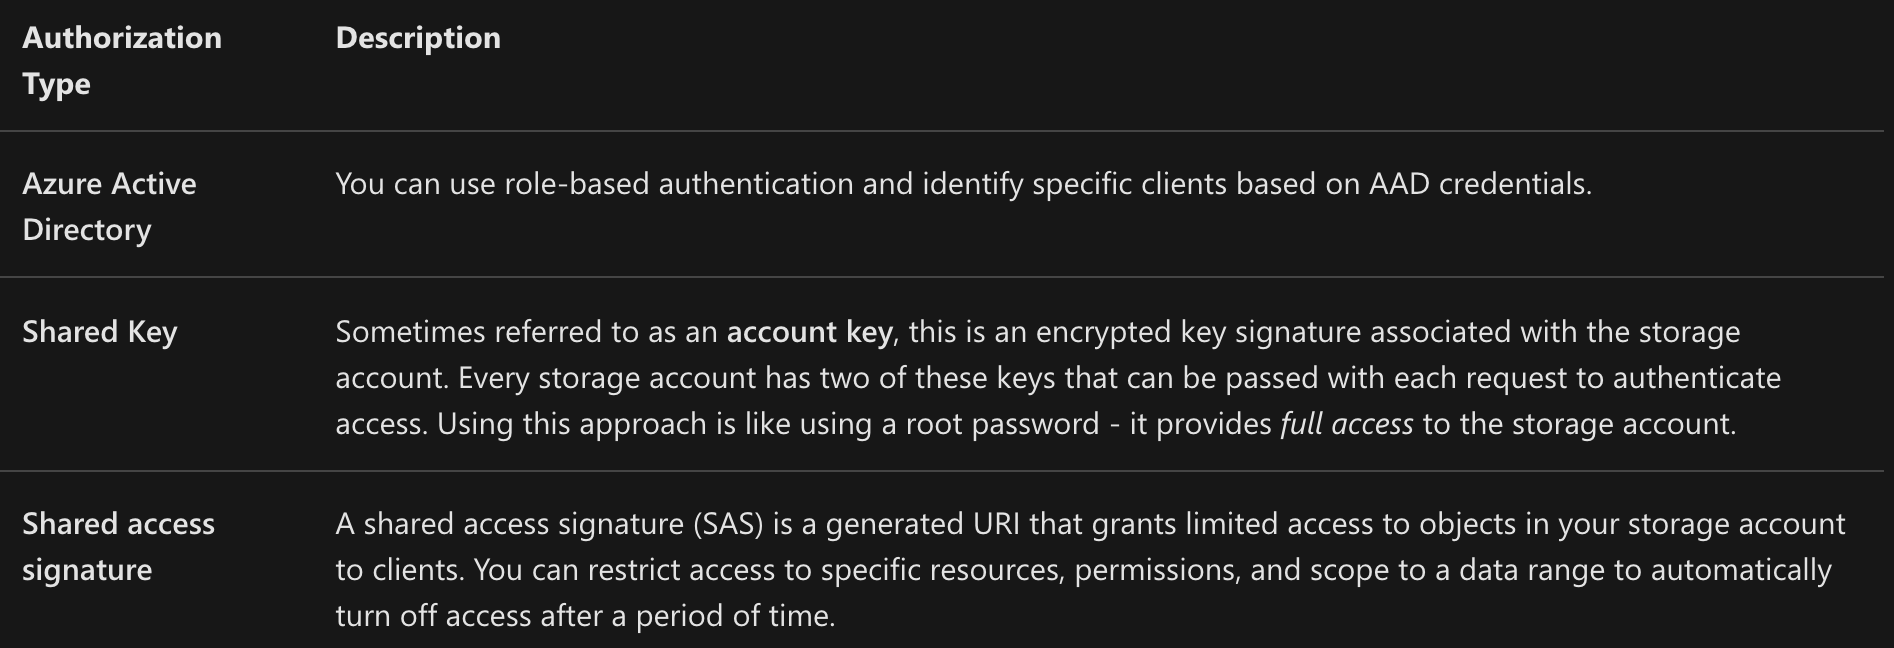 Authorization Description
Type
Azure Active You can use role-based authentication and identify specific clients based on AAD credentials.
Directory
Shared Key Sometimes referred to as an account key, this is an encrypted key signature associated with the storage
account. Every storage account has two of these keys that can be passed with each request to authenticate
access. Using this approach is like using a root password - it provides full access to the storage account.
Shared access A shared access signature (SAS) is a generated URI that grants limited access to objects in your storage account
signature to clients. You can restrict access to specific resources, permissions, and scope to a data range to automatically
turn off access after a period of time.